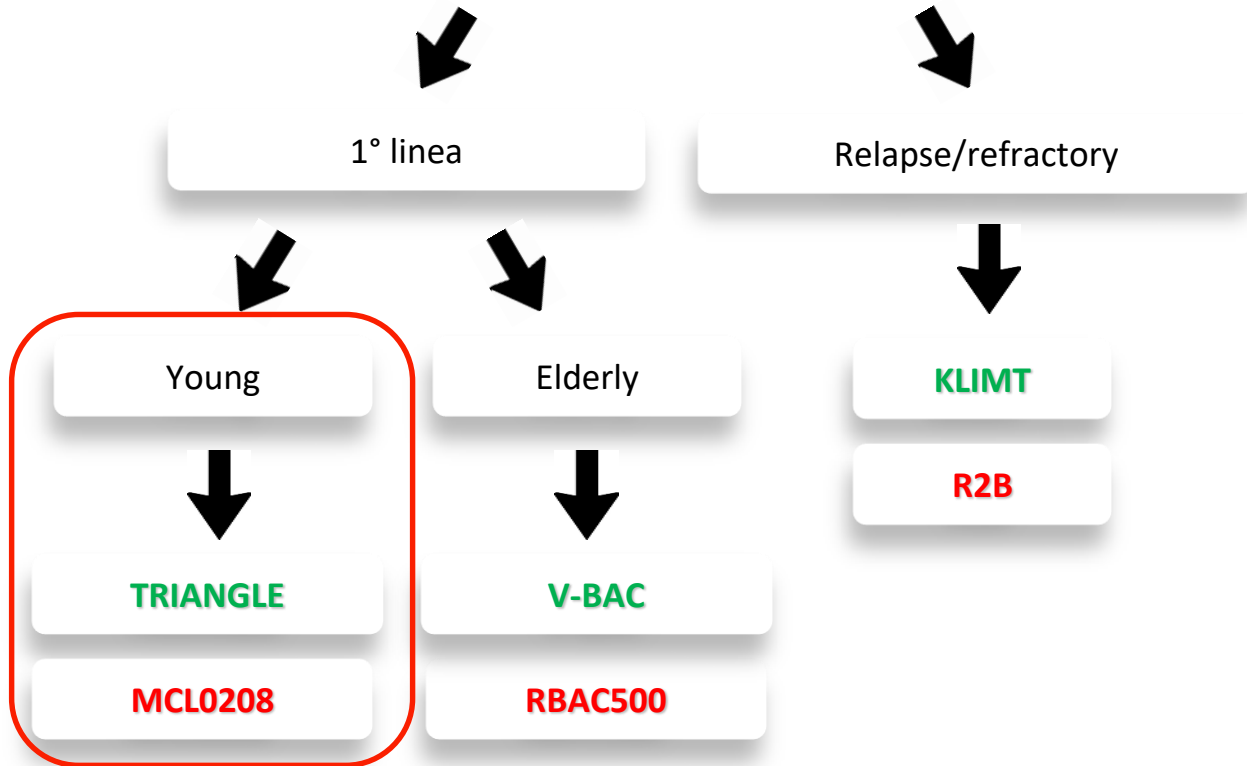 1° linea
Relapse/refractory
Young
Elderly
KLIMT
R2B
TRIANGLE
V-BAC
MCL0208
RBAC500